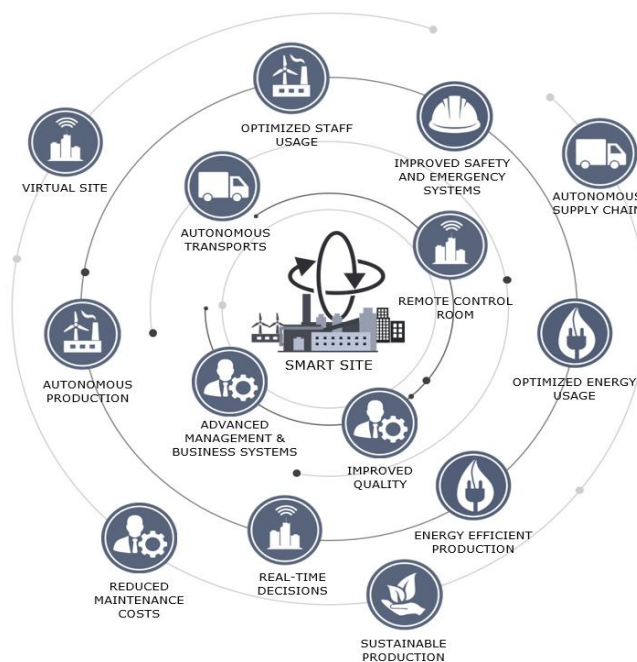 OPTIMIZED STAFF
USAGE
IMPROVED SAFETY
AND EMERGENCY
SYSTEMS
VIRTUAL SITE
AUTONOMOUS
SUPPLY CHAIN
AUTONOMOUS
TRANSPORTS
REMOTE CONTROL
ROOM
SMART SITE
AUTONOMOUS
PRODUCTION
OPTIMIZED ENERGY
USAGE
ADVANCED
MANAGEMENT &
BUSINESS SYSTEMS
IMPROVED
QUALITY
ENERGY EFFICIENT
PRODUCTION
REDUCED
MAINTENANCE
COSTS
REAL-TIME
DECISIONS
SUSTAINABLE
PRODUCTION